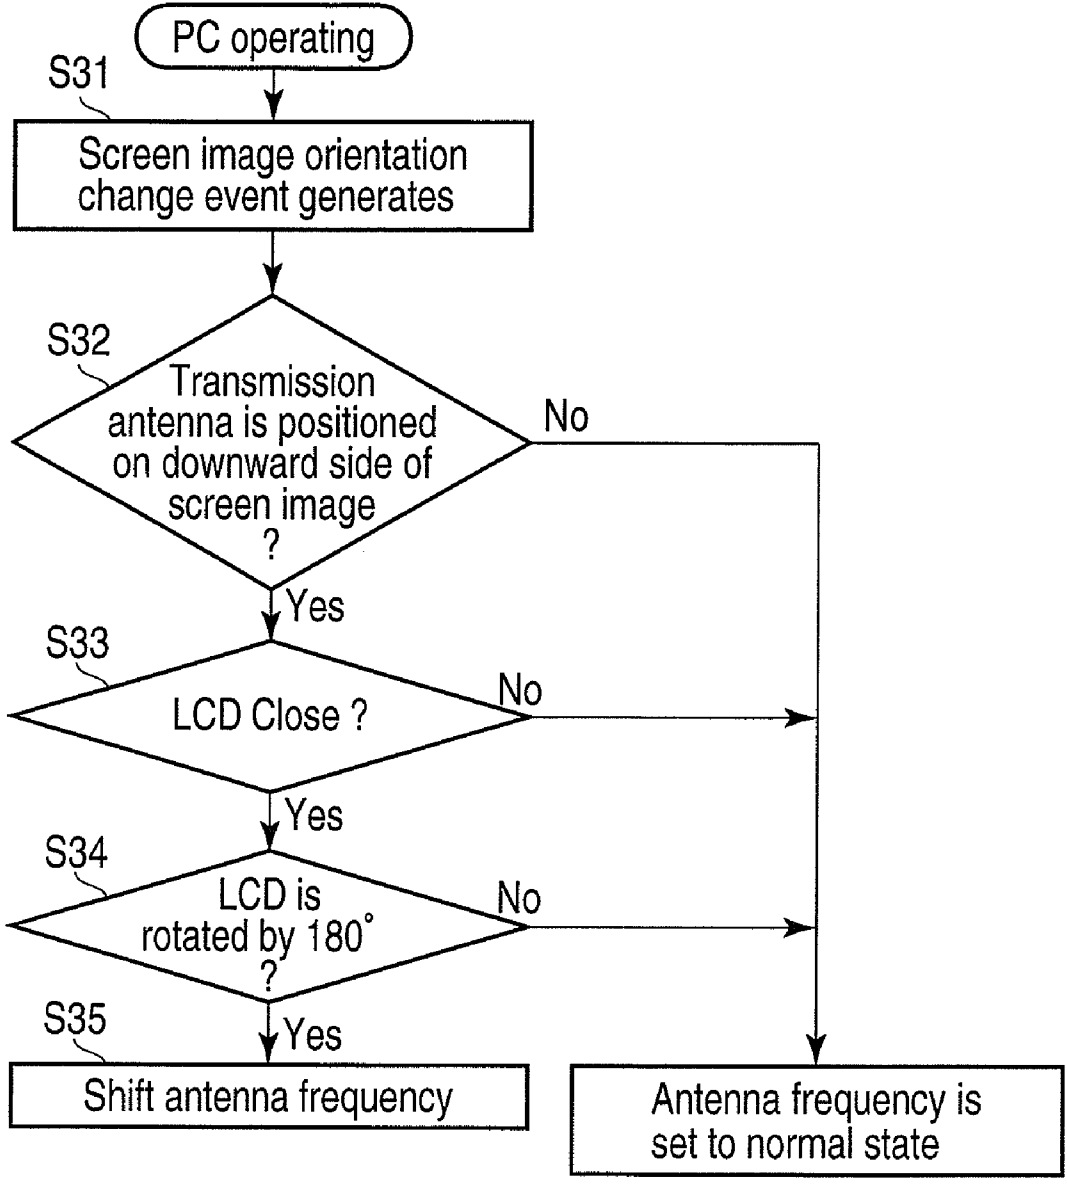 PC operating
S31
Screen image orientation
change event generates
S32
Transmission
antenna is positioned
on downward side of
screen image
?
No
Yes
S33
LCD Close ?
No
Yes
S34
LCD is
rotated by 180°
?
No
Yes
S35
Shift antenna frequency
Antenna frequency is
set to normal state